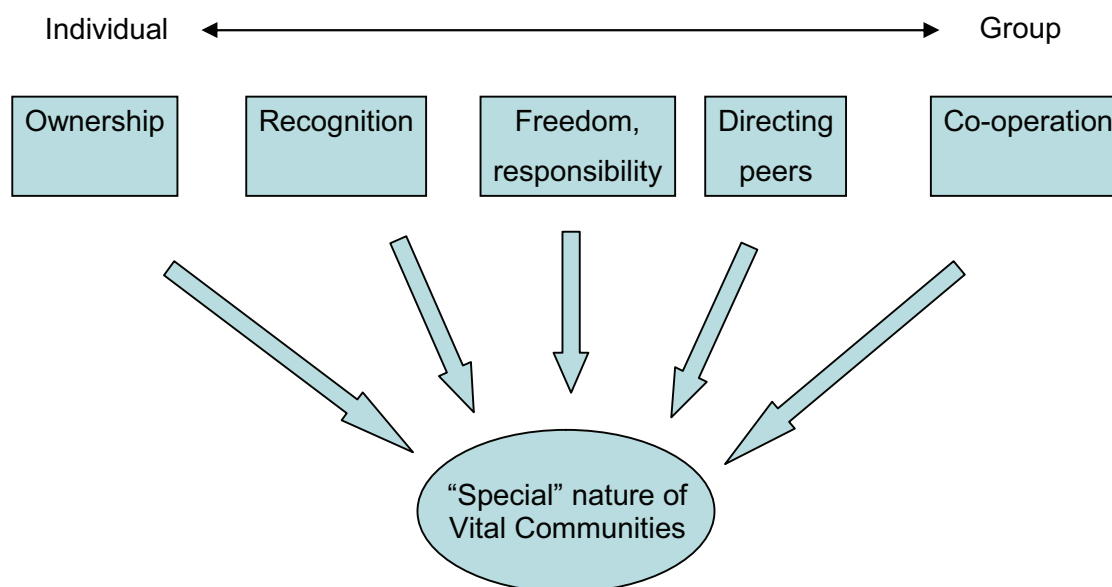 Individual
Group
Ownership
Recognition
Freedom,
responsibility
Directing
peers
Co-operation
“Special” nature of
Vital Communities